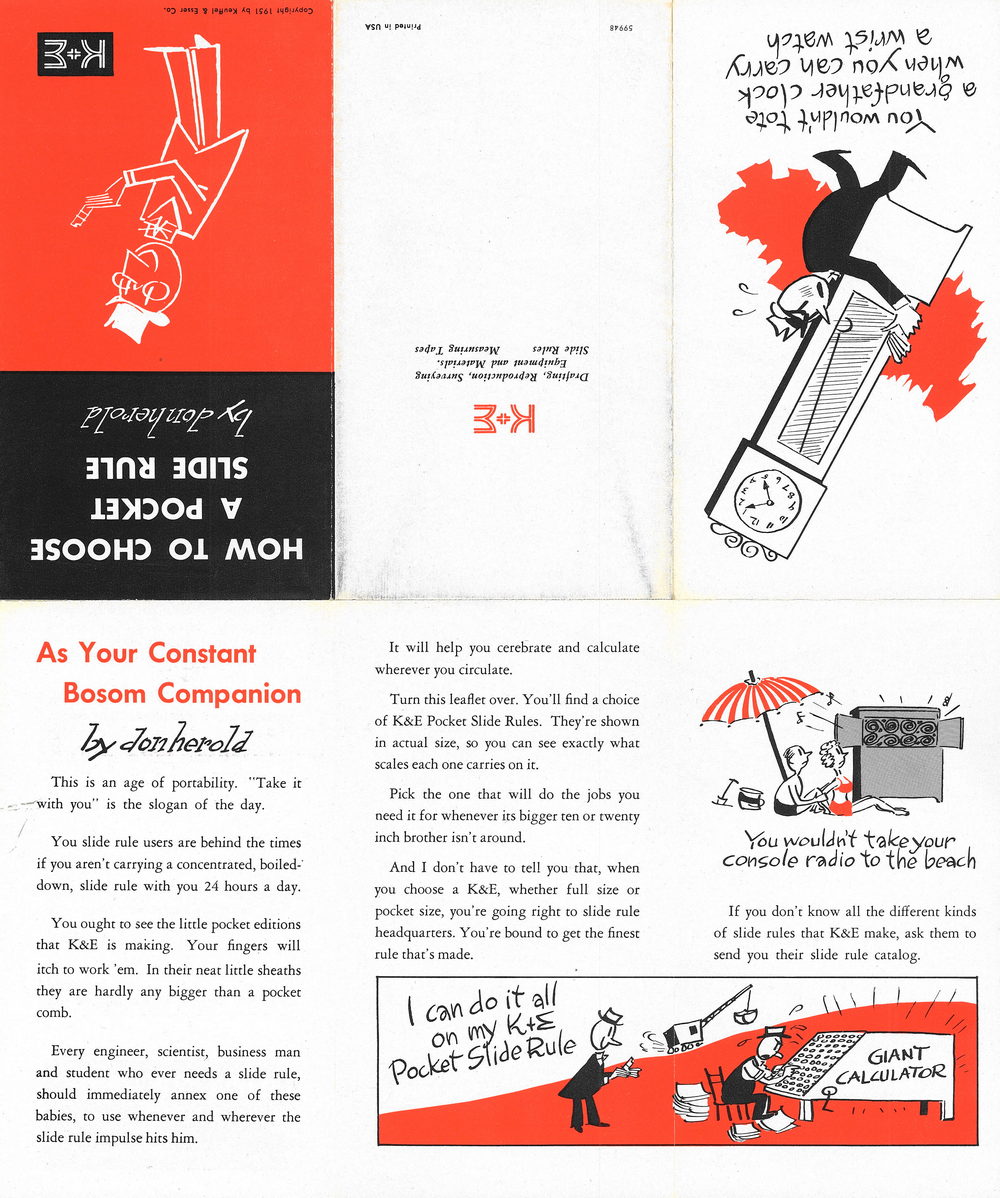 Copyright 1951 by Keuffel & Esser Co.
K+E
HOW TO CHOOSE
A POCKET
SLIDE RULE
by don herold
59948
Printed in USA
K+E
Drafting, Reproduction, Surveying
Equipment and Materials.
Slide Rules Measuring Tapes
You wouldn't tote
a grandfather clock
when you can carry
a wrist watch
12
1
2
3
4
5
6
7
8
9
10
11
As Your Constant
Bosom Companion
by don herold
This is an age of portability. "Take it
with you" is the slogan of the day.
You slide rule users are behind the times
if you aren't carrying a concentrated, boiled-
down, slide rule with you 24 hours a day.
You ought to see the little pocket editions
that K&E is making. Your fingers will
itch to work 'em. In their neat little sheaths
they are hardly any bigger than a pocket
comb.
Every engineer, scientist, business man
and student who ever needs a slide rule,
should immediately annex one of these
babies, to use whenever and wherever the
slide rule impulse hits him.
It will help you cerebrate and calculate
wherever you circulate.
Turn this leaflet over. You'll find a choice
of K&E Pocket Slide Rules. They're shown
in actual size, so you can see exactly what
scales each one carries on it.
Pick the one that will do the jobs you
need it for whenever its bigger ten or twenty
inch brother isn't around.
And I don't have to tell you that, when
you choose a K&E, whether full size or
pocket size, you're going right to slide rule
headquarters. You're bound to get the finest
rule that's made.
You wouldn't take your
console radio to the beach
If you don't know all the different kinds
of slide rules that K&E make, ask them to
send you their slide rule catalog.
I can do it all
on my K+E
Pocket Slide Rule
GIANT
CALCULATOR